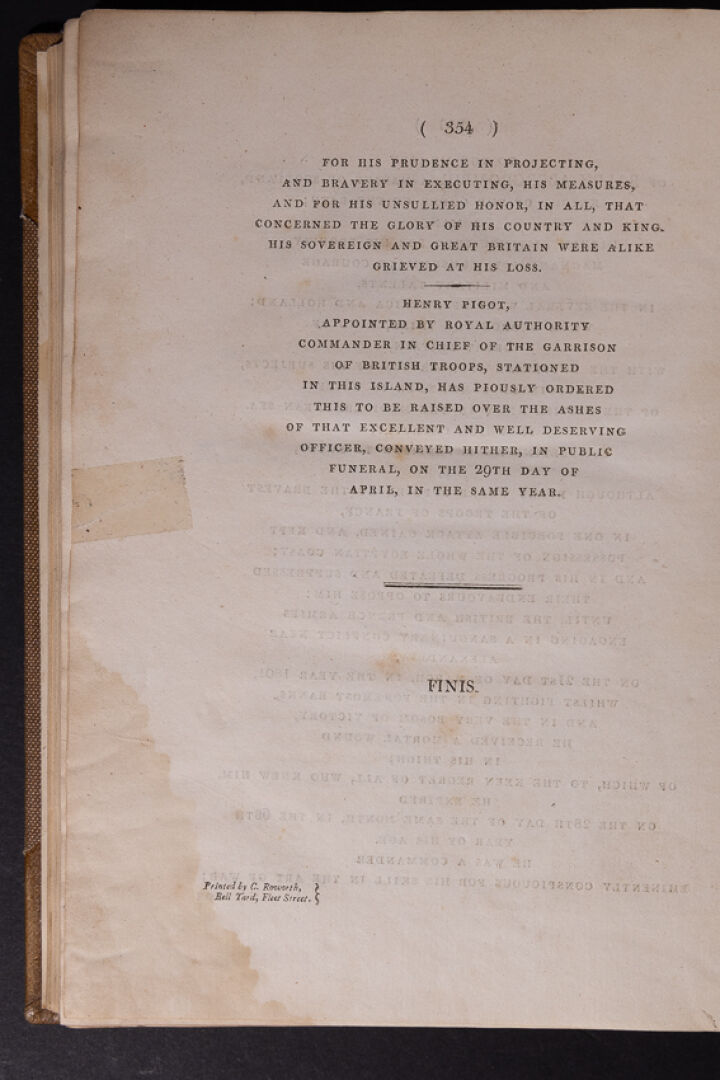 ( 354 )
FOR HIS PRUDENCE IN PROJECTING,
AND BRAVERY IN EXECUTING, HIS MEASURES,
AND FOR HIS UNSULLIED HONOR, IN ALL, THAT
CONCERNED THE GLORY OF HIS COUNTRY AND KING.
HIS SOVEREIGN AND GREAT BRITAIN WERE ALIKE
GRIEVED AT HIS LOSS.
HENRY PIGOT,
APPOINTED BY ROYAL AUTHORITY
COMMANDER IN CHIEF OF THE GARRISON
OF BRITISH TROOPS, STATIONED
IN THIS ISLAND, HAS PIOUSLY ORDERED
THIS TO BE RAISED OVER THE ASHES
OF THAT EXCELLENT AND WELL DESERVING
OFFICER, CONVEYED HITHER, IN PUBLIC
FUNERAL, ON THE 29TH DAY OF
APRIL, IN THE SAME YEAR.
FINIS.
Printed by C. Roworth,
Bell Yard, Fleet Street.